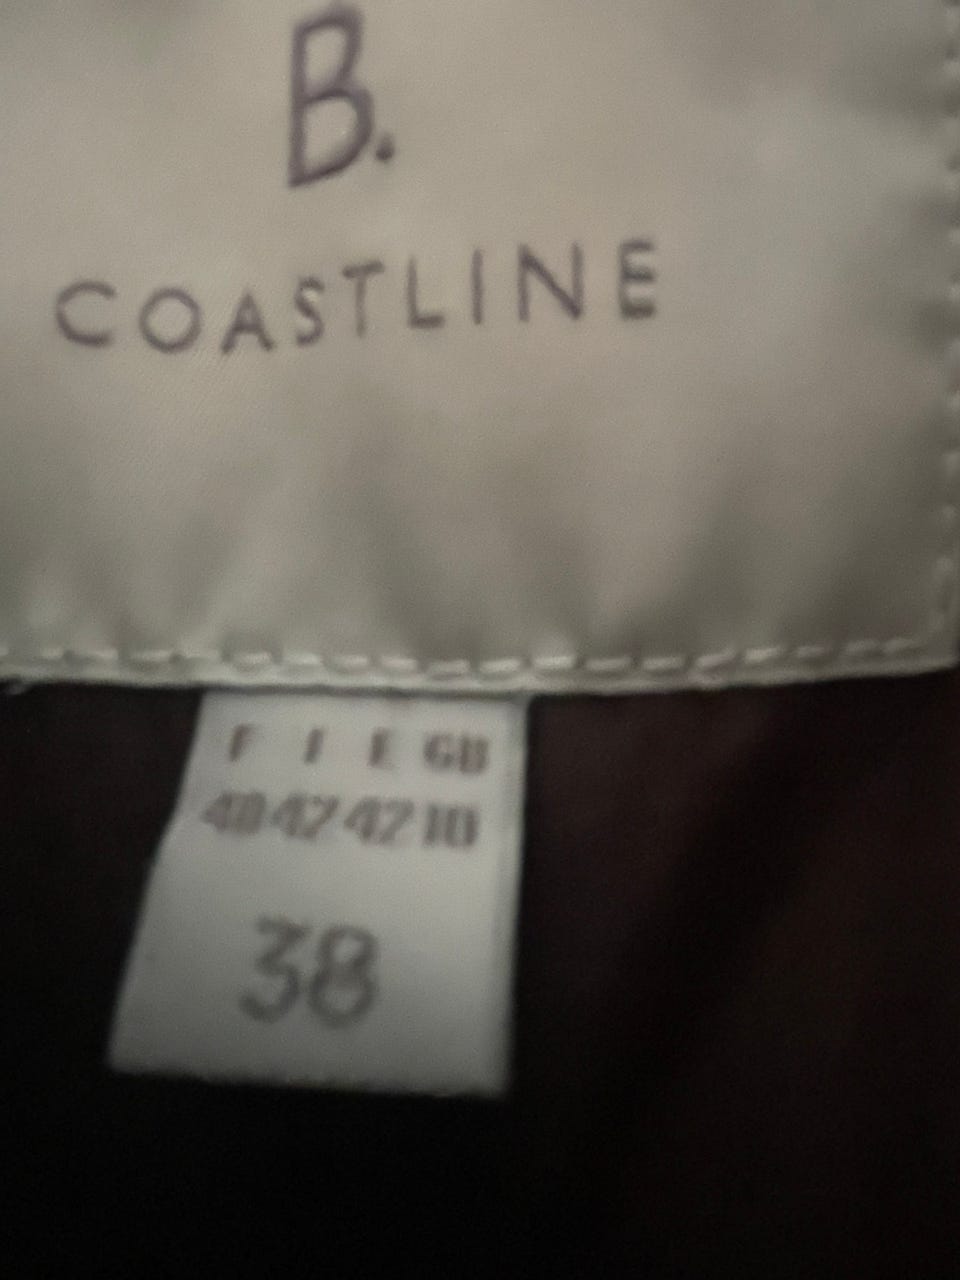 B.
COASTLINE
F I E GB
40 42 42 10
38